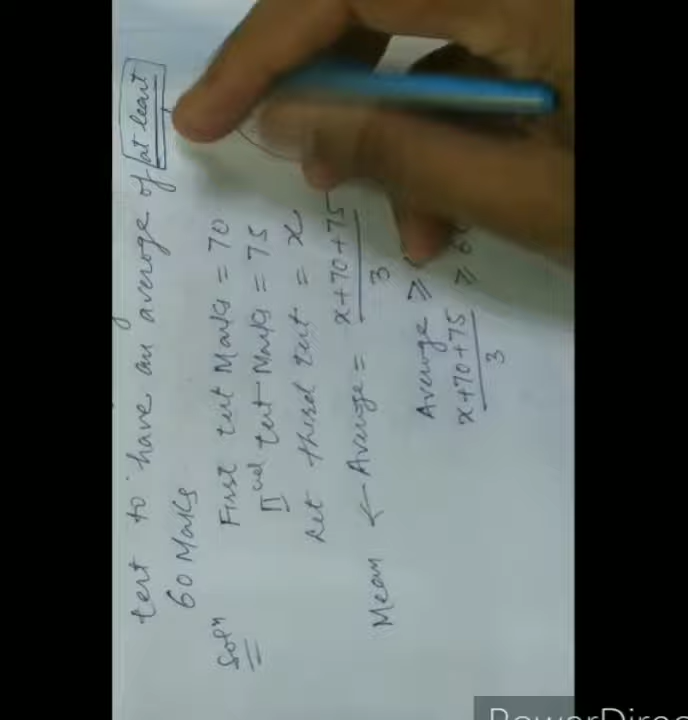 test to have an average of at least
60 Marks
Solⁿ First test Marks = 70
IInd test Marks = 75
Let third test = x
Mean ← Average = x+70+75 / 3
Average ≥
x+70+75 / 3 ≥ 6